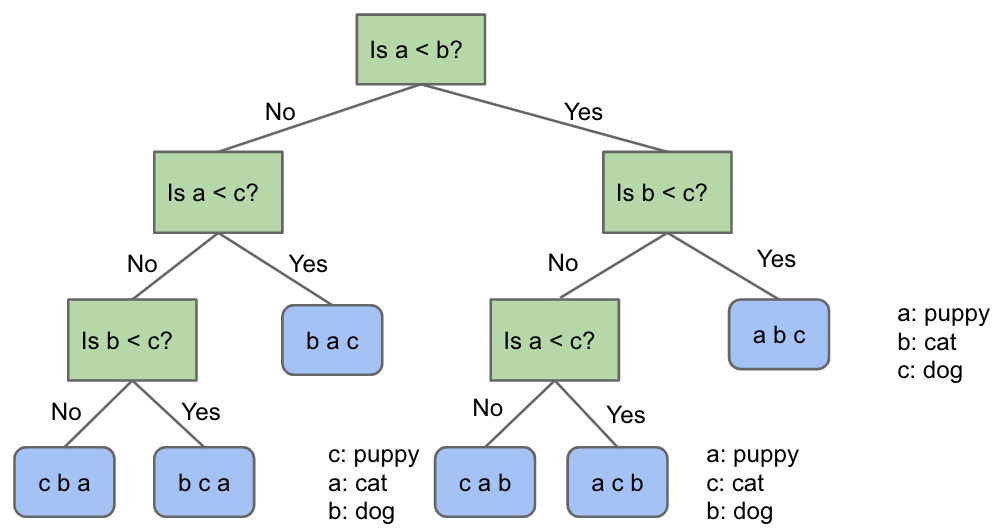 Is a < b?
No
Yes
Is a < c?
Is b < c?
No
Yes
No
Yes
Is b < c?
b a c
Is a < c?
a b c
a: puppy
b: cat
c: dog
No
Yes
No
Yes
c b a
b c a
c: puppy
a: cat
b: dog
c a b
a c b
a: puppy
c: cat
b: dog